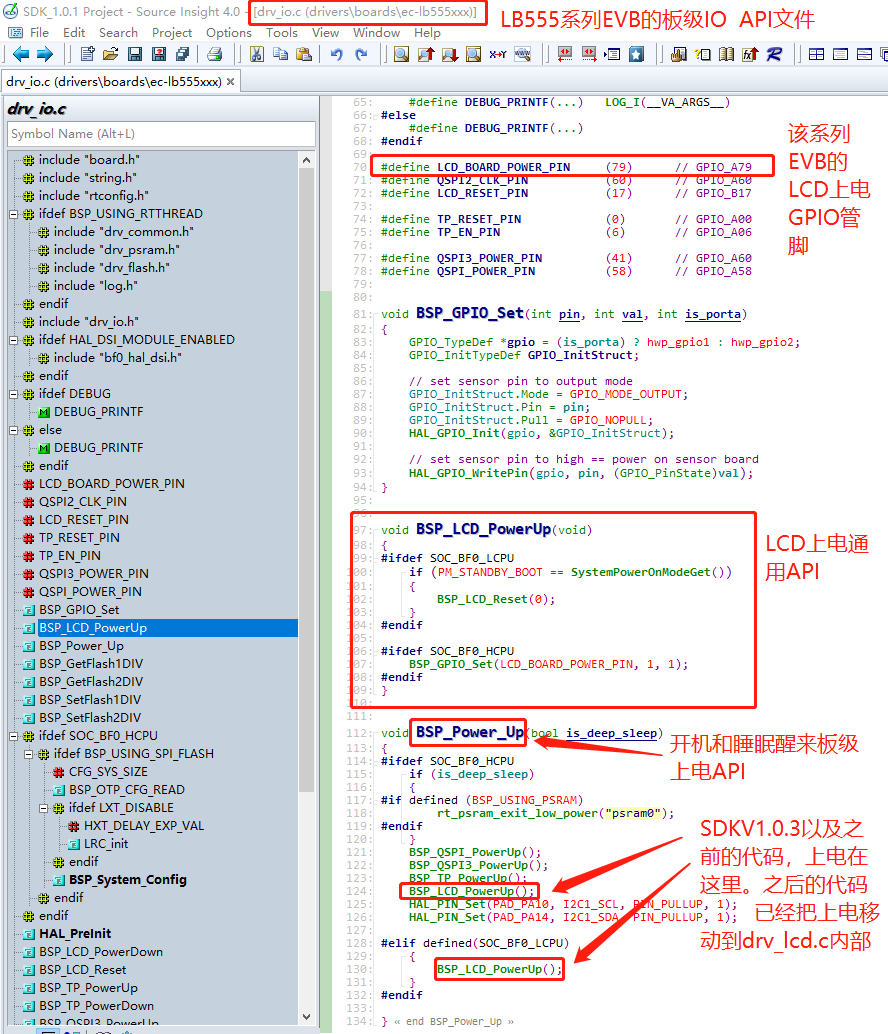 SDK_1.0.1 Project - Source Insight 4.0 - [drv_io.c (drivers\boards\ec-lb555xxx)]
LB555系列EVB的板级IO API文件
File Edit Search Project Options Tools View Window Help
drv_io.c (drivers\boards\ec-lb555xxx)
drv_io.c
Symbol Name (Alt+L)
include "board.h"
include "string.h"
include "rtconfig.h"
ifdef BSP_USING_RTTHREAD
include "drv_common.h"
include "drv_psram.h"
include "drv_flash.h"
include "log.h"
endif
include "drv_io.h"
ifdef HAL_DSI_MODULE_ENABLED
include "bf0_hal_dsi.h"
endif
ifdef DEBUG
DEBUG_PRINTF
else
DEBUG_PRINTF
endif
LCD_BOARD_POWER_PIN
QSPI2_CLK_PIN
LCD_RESET_PIN
TP_RESET_PIN
TP_EN_PIN
QSPI3_POWER_PIN
QSPI_POWER_PIN
BSP_GPIO_Set
BSP_LCD_PowerUp
BSP_Power_Up
BSP_GetFlash1DIV
BSP_GetFlash2DIV
BSP_SetFlash1DIV
BSP_SetFlash2DIV
ifdef SOC_BF0_HCPU
ifdef BSP_USING_SPI_FLASH
CFG_SYS_SIZE
BSP_OTP_CFG_READ
ifdef LXT_DISABLE
HXT_DELAY_EXP_VAL
LRC_init
endif
BSP_System_Config
endif
endif
HAL_PreInit
BSP_LCD_PowerDown
BSP_LCD_Reset
BSP_TP_PowerUp
BSP_TP_PowerDown
BSP_QSPI3_PowerUp
65: #define DEBUG_PRINTF(...) LOG_I(__VA_ARGS__)
66: #else
67: #define DEBUG_PRINTF(...)
68: #endif
69:
70: #define LCD_BOARD_POWER_PIN (79) // GPIO_A79
71: #define QSPI2_CLK_PIN (60) // GPIO_A60
72: #define LCD_RESET_PIN (17) // GPIO_B17
73:
74: #define TP_RESET_PIN (0) // GPIO_A00
75: #define TP_EN_PIN (6) // GPIO_A06
76:
77: #define QSPI3_POWER_PIN (41) // GPIO_A60
78: #define QSPI_POWER_PIN (58) // GPIO_A58
79:
80:
81: void BSP_GPIO_Set(int pin, int val, int is_porta)
82: {
83: GPIO_TypeDef *gpio = (is_porta) ? hwp_gpio1 : hwp_gpio2;
84: GPIO_InitTypeDef GPIO_InitStruct;
85:
86: // set sensor pin to output mode
87: GPIO_InitStruct.Mode = GPIO_MODE_OUTPUT;
88: GPIO_InitStruct.Pin = pin;
89: GPIO_InitStruct.Pull = GPIO_NOPULL;
90: HAL_GPIO_Init(gpio, &GPIO_InitStruct);
91:
92: // set sensor pin to high == power on sensor board
93: HAL_GPIO_WritePin(gpio, pin, (GPIO_PinState)val);
94: }
95:
97: void BSP_LCD_PowerUp(void)
98: {
99: #ifdef SOC_BF0_LCPU
100: if (PM_STANDBY_BOOT == SystemPowerOnModeGet())
101: {
102: BSP_LCD_Reset(0);
103: }
104: #endif
105:
106: #ifdef SOC_BF0_HCPU
107: BSP_GPIO_Set(LCD_BOARD_POWER_PIN, 1, 1);
108: #endif
109: }
110:
111:
112: void BSP_Power_Up(bool is_deep_sleep)
113: {
114: #ifdef SOC_BF0_HCPU
115: if (is_deep_sleep)
116: {
117: #if defined (BSP_USING_PSRAM)
118: rt_psram_exit_low_power("psram0");
119: #endif
120: }
121: BSP_QSPI_PowerUp();
122: BSP_QSPI3_PowerUp();
123: BSP_TP_PowerUp();
124: BSP_LCD_PowerUp();
125: HAL_PIN_Set(PAD_PA10, I2C1_SCL, PIN_PULLUP, 1);
126: HAL_PIN_Set(PAD_PA14, I2C1_SDA, PIN_PULLUP, 1);
127:
128: #elif defined(SOC_BF0_LCPU)
129: {
130: BSP_LCD_PowerUp();
131: }
132: #endif
133:
134: } « end BSP_Power_Up »
该系列
EVB的
LCD上电
GPIO管
脚
LCD上电通
用API
开机和睡眠醒来板级
上电API
SDKV1.0.3以及之
前的代码，上电在
这里。之后的代码
已经把上电移
动到drv_lcd.c内部